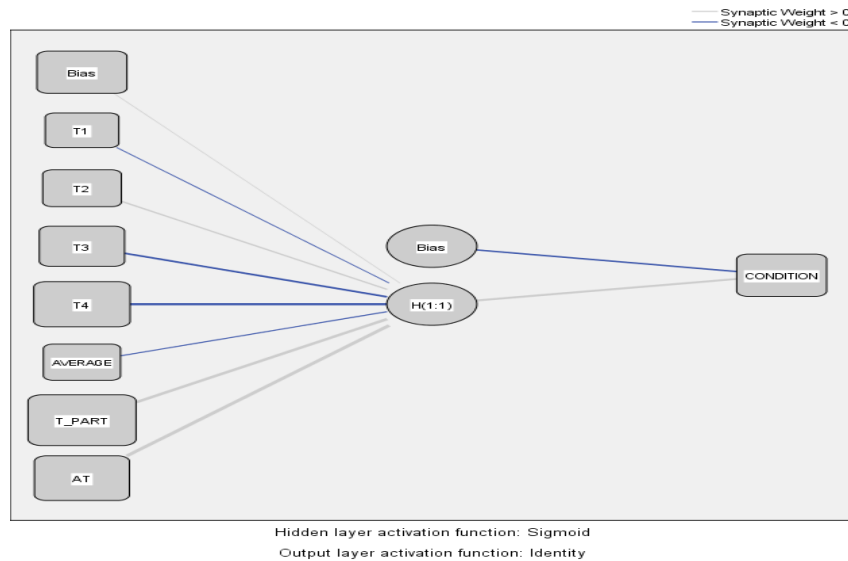 Synaptic Weight > 0
Synaptic Weight < 0
Bias
T1
T2
T3
Bias
CONDITION
T4
H(1:1)
AVERAGE
T_PART
AT
Hidden layer activation function: Sigmoid
Output layer activation function: Identity